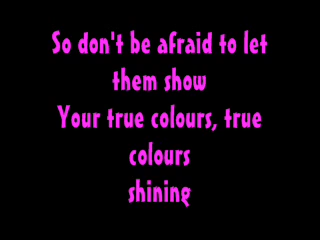 So don't be afraid to let
them show
Your true colours, true
colours
shining